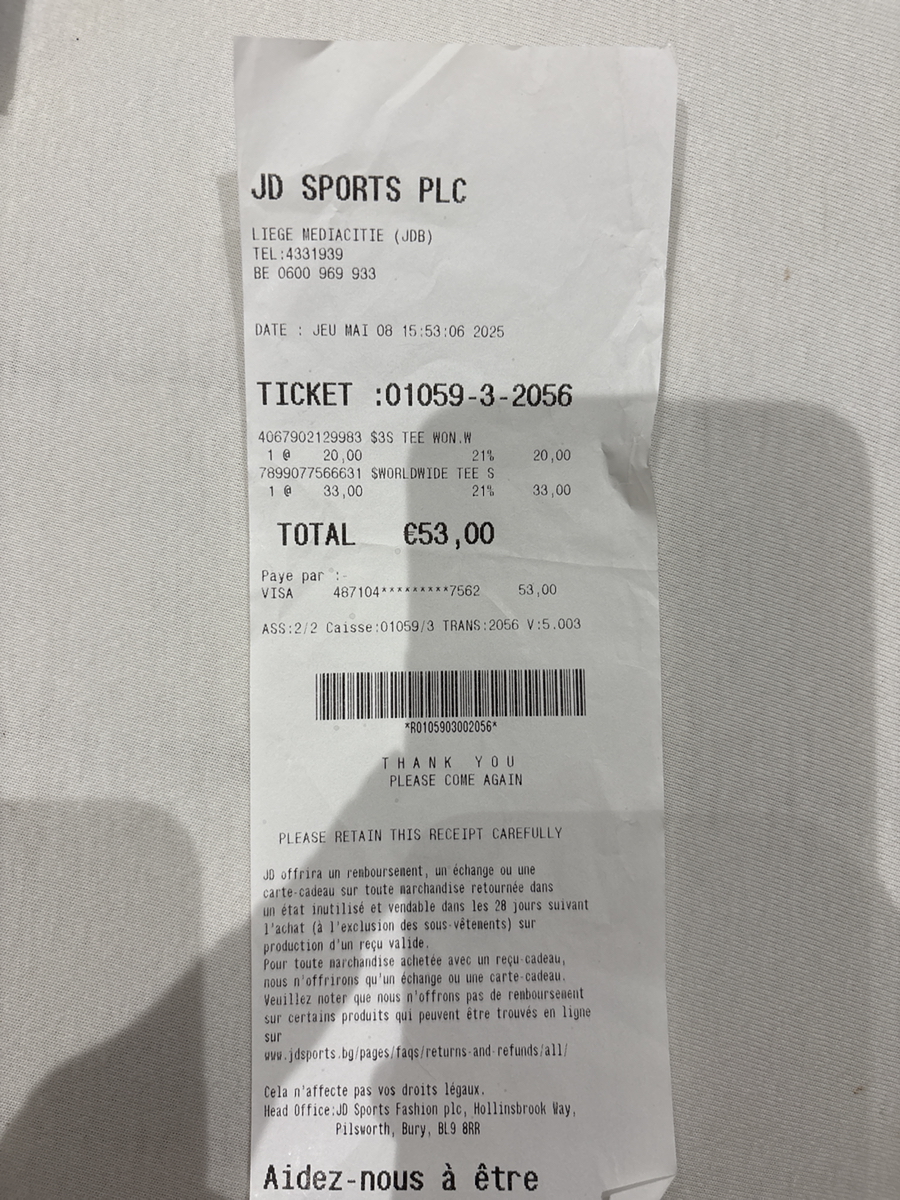 JD SPORTS PLC
LIEGE MEDIACITIE (JDB)
TEL:4331939
BE 0600 969 933
DATE : JEU MAI 08 15:53:06 2025
TICKET :01059-3-2056
4067902129983 $3S TEE WON.W
1 @ 20,00 21% 20,00
7899077566631 $WORLDWIDE TEE S
1 @ 33,00 21% 33,00
TOTAL €53,00
Paye par :-
VISA 487104*********7562 53,00
ASS:2/2 Caisse:01059/3 TRANS:2056 V:5.003
*R0105903002056*
THANK YOU
PLEASE COME AGAIN
PLEASE RETAIN THIS RECEIPT CAREFULLY
JD offrira un remboursement, un échange ou une
carte-cadeau sur toute marchandise retournée dans
un état inutilisé et vendable dans les 28 jours suivant
l'achat (à l'exclusion des sous-vêtements) sur
production d'un reçu valide.
Pour toute marchandise achetée avec un reçu-cadeau,
nous n'offrirons qu'un échange ou une carte-cadeau.
Veuillez noter que nous n'offrons pas de remboursement
sur certains produits qui peuvent être trouvés en ligne
sur
www.jdsports.bg/pages/faqs/returns-and-refunds/all/
Cela n'affecte pas vos droits légaux.
Head Office:JD Sports Fashion plc, Hollinsbrook Way,
Pilsworth, Bury, BL9 8RR
Aidez-nous à être